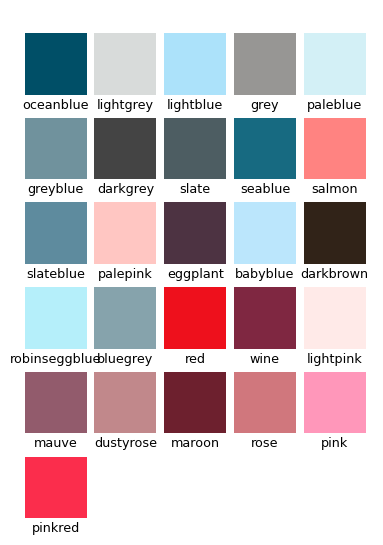 oceanblue lightgrey lightblue grey paleblue
greyblue darkgrey slate seablue salmon
slateblue palepink eggplant babyblue darkbrown
robinseggblue bluegrey red wine lightpink
mauve dustyrose maroon rose pink
pinkred